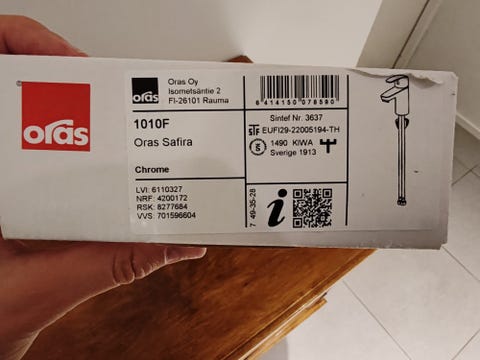 oras
oras
Oras Oy
Isometsäntie 2
FI-26101 Rauma
6 414150 078590
1010F
Oras Safira
Chrome
LVI: 6110327
NRF: 4200172
RSK: 8277684
VVS: 701596604
Sintef Nr. 3637
STF EUFI29-22005194-TH
1490 KIWA
Sverige 1913
7 49-35-28
i